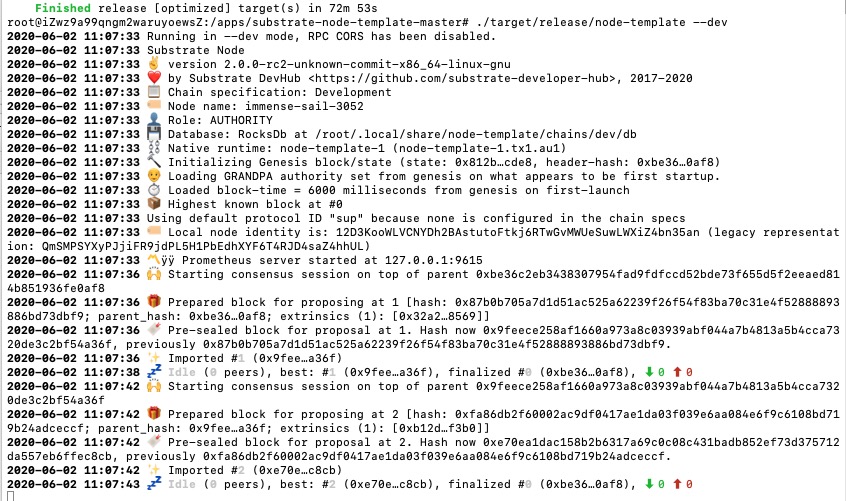 Finished release [optimized] target(s) in 72m 53s
root@iZwz9a99qngm2waruyoewsZ:/apps/substrate-node-template-master# ./target/release/node-template --dev
2020-06-02 11:07:33 Running in --dev mode, RPC CORS has been disabled.
2020-06-02 11:07:33 Substrate Node
2020-06-02 11:07:33 ✌️ version 2.0.0-rc2-unknown-commit-x86_64-linux-gnu
2020-06-02 11:07:33 ❤️ by Substrate DevHub <https://github.com/substrate-developer-hub>, 2017-2020
2020-06-02 11:07:33 📋 Chain specification: Development
2020-06-02 11:07:33 🏷 Node name: immense-sail-3052
2020-06-02 11:07:33 👤 Role: AUTHORITY
2020-06-02 11:07:33 💾 Database: RocksDb at /root/.local/share/node-template/chains/dev/db
2020-06-02 11:07:33 ⛓ Native runtime: node-template-1 (node-template-1.tx1.au1)
2020-06-02 11:07:33 🔨 Initializing Genesis block/state (state: 0x812b…cde8, header-hash: 0xbe36…0af8)
2020-06-02 11:07:33 👴 Loading GRANDPA authority set from genesis on what appears to be first startup.
2020-06-02 11:07:33 ⏱ Loaded block-time = 6000 milliseconds from genesis on first-launch
2020-06-02 11:07:33 📦 Highest known block at #0
2020-06-02 11:07:33 Using default protocol ID "sup" because none is configured in the chain specs
2020-06-02 11:07:33 🏷 Local node identity is: 12D3KooWLVCNYDh2BAstutoFtkj6RTwGvMWUeSuwLWXiZ4bn35an (legacy representat
ion: QmSMPSYXyPJjiFR9jdPL5H1PbEdhXYF6T4RJD4saZ4hhUL)
2020-06-02 11:07:33 〽️ÿÿ Prometheus server started at 127.0.0.1:9615
2020-06-02 11:07:36 🙌 Starting consensus session on top of parent 0xbe36c2eb3438307954fad9fdfccd52bde73f655d5f2eeaed81
4b851936fe0af8
2020-06-02 11:07:36 🎁 Prepared block for proposing at 1 [hash: 0x87b0b705a7d1d51ac525a62239f26f54f83ba70c31e4f52888893
886bd73dbf9; parent_hash: 0xbe36…0af8; extrinsics (1): [0x32a2…8569]]
2020-06-02 11:07:36 🔖 Pre-sealed block for proposal at 1. Hash now 0x9feece258af1660a973a8c03939abf044a7b4813a5b4cca73
20de3c2bf54a36f, previously 0x87b0b705a7d1d51ac525a62239f26f54f83ba70c31e4f52888893886bd73dbf9.
2020-06-02 11:07:36 ✨ Imported #1 (0x9fee…a36f)
2020-06-02 11:07:38 💤 Idle (0 peers), best: #1 (0x9fee…a36f), finalized #0 (0xbe36…0af8), ⬇ 0 ⬆ 0
2020-06-02 11:07:42 🙌 Starting consensus session on top of parent 0x9feece258af1660a973a8c03939abf044a7b4813a5b4cca732
0de3c2bf54a36f
2020-06-02 11:07:42 🎁 Prepared block for proposing at 2 [hash: 0xfa86db2f60002ac9df0417ae1da03f039e6aa084e6f9c6108bd71
9b24adceccf; parent_hash: 0x9fee…a36f; extrinsics (1): [0xb12d…f3b0]]
2020-06-02 11:07:42 🔖 Pre-sealed block for proposal at 2. Hash now 0xe70ea1dac158b2b6317a69c0c08c431badb852ef73d375712
da557eb6ffec8cb, previously 0xfa86db2f60002ac9df0417ae1da03f039e6aa084e6f9c6108bd719b24adceccf.
2020-06-02 11:07:42 ✨ Imported #2 (0xe70e…c8cb)
2020-06-02 11:07:43 💤 Idle (0 peers), best: #2 (0xe70e…c8cb), finalized #0 (0xbe36…0af8), ⬇ 0 ⬆ 0